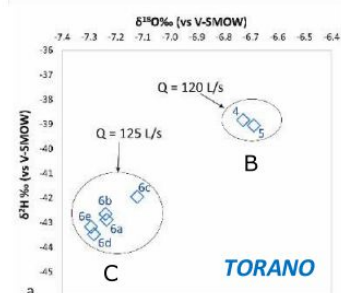 δ¹⁸O‰ (vs V-SMOW)
-7.4 -7.3 -7.2 -7.1 -7 -6.9 -6.8 -6.7 -6.6 -6.5 -6.4
δ²H ‰ (vs V-SMOW)
-36
-37
-38
-39
-40
-41
-42
-43
-44
-45
Q = 120 L/s
4
5
B
Q = 125 L/s
6c
6b
6a
6e
6d
C
TORANO
a